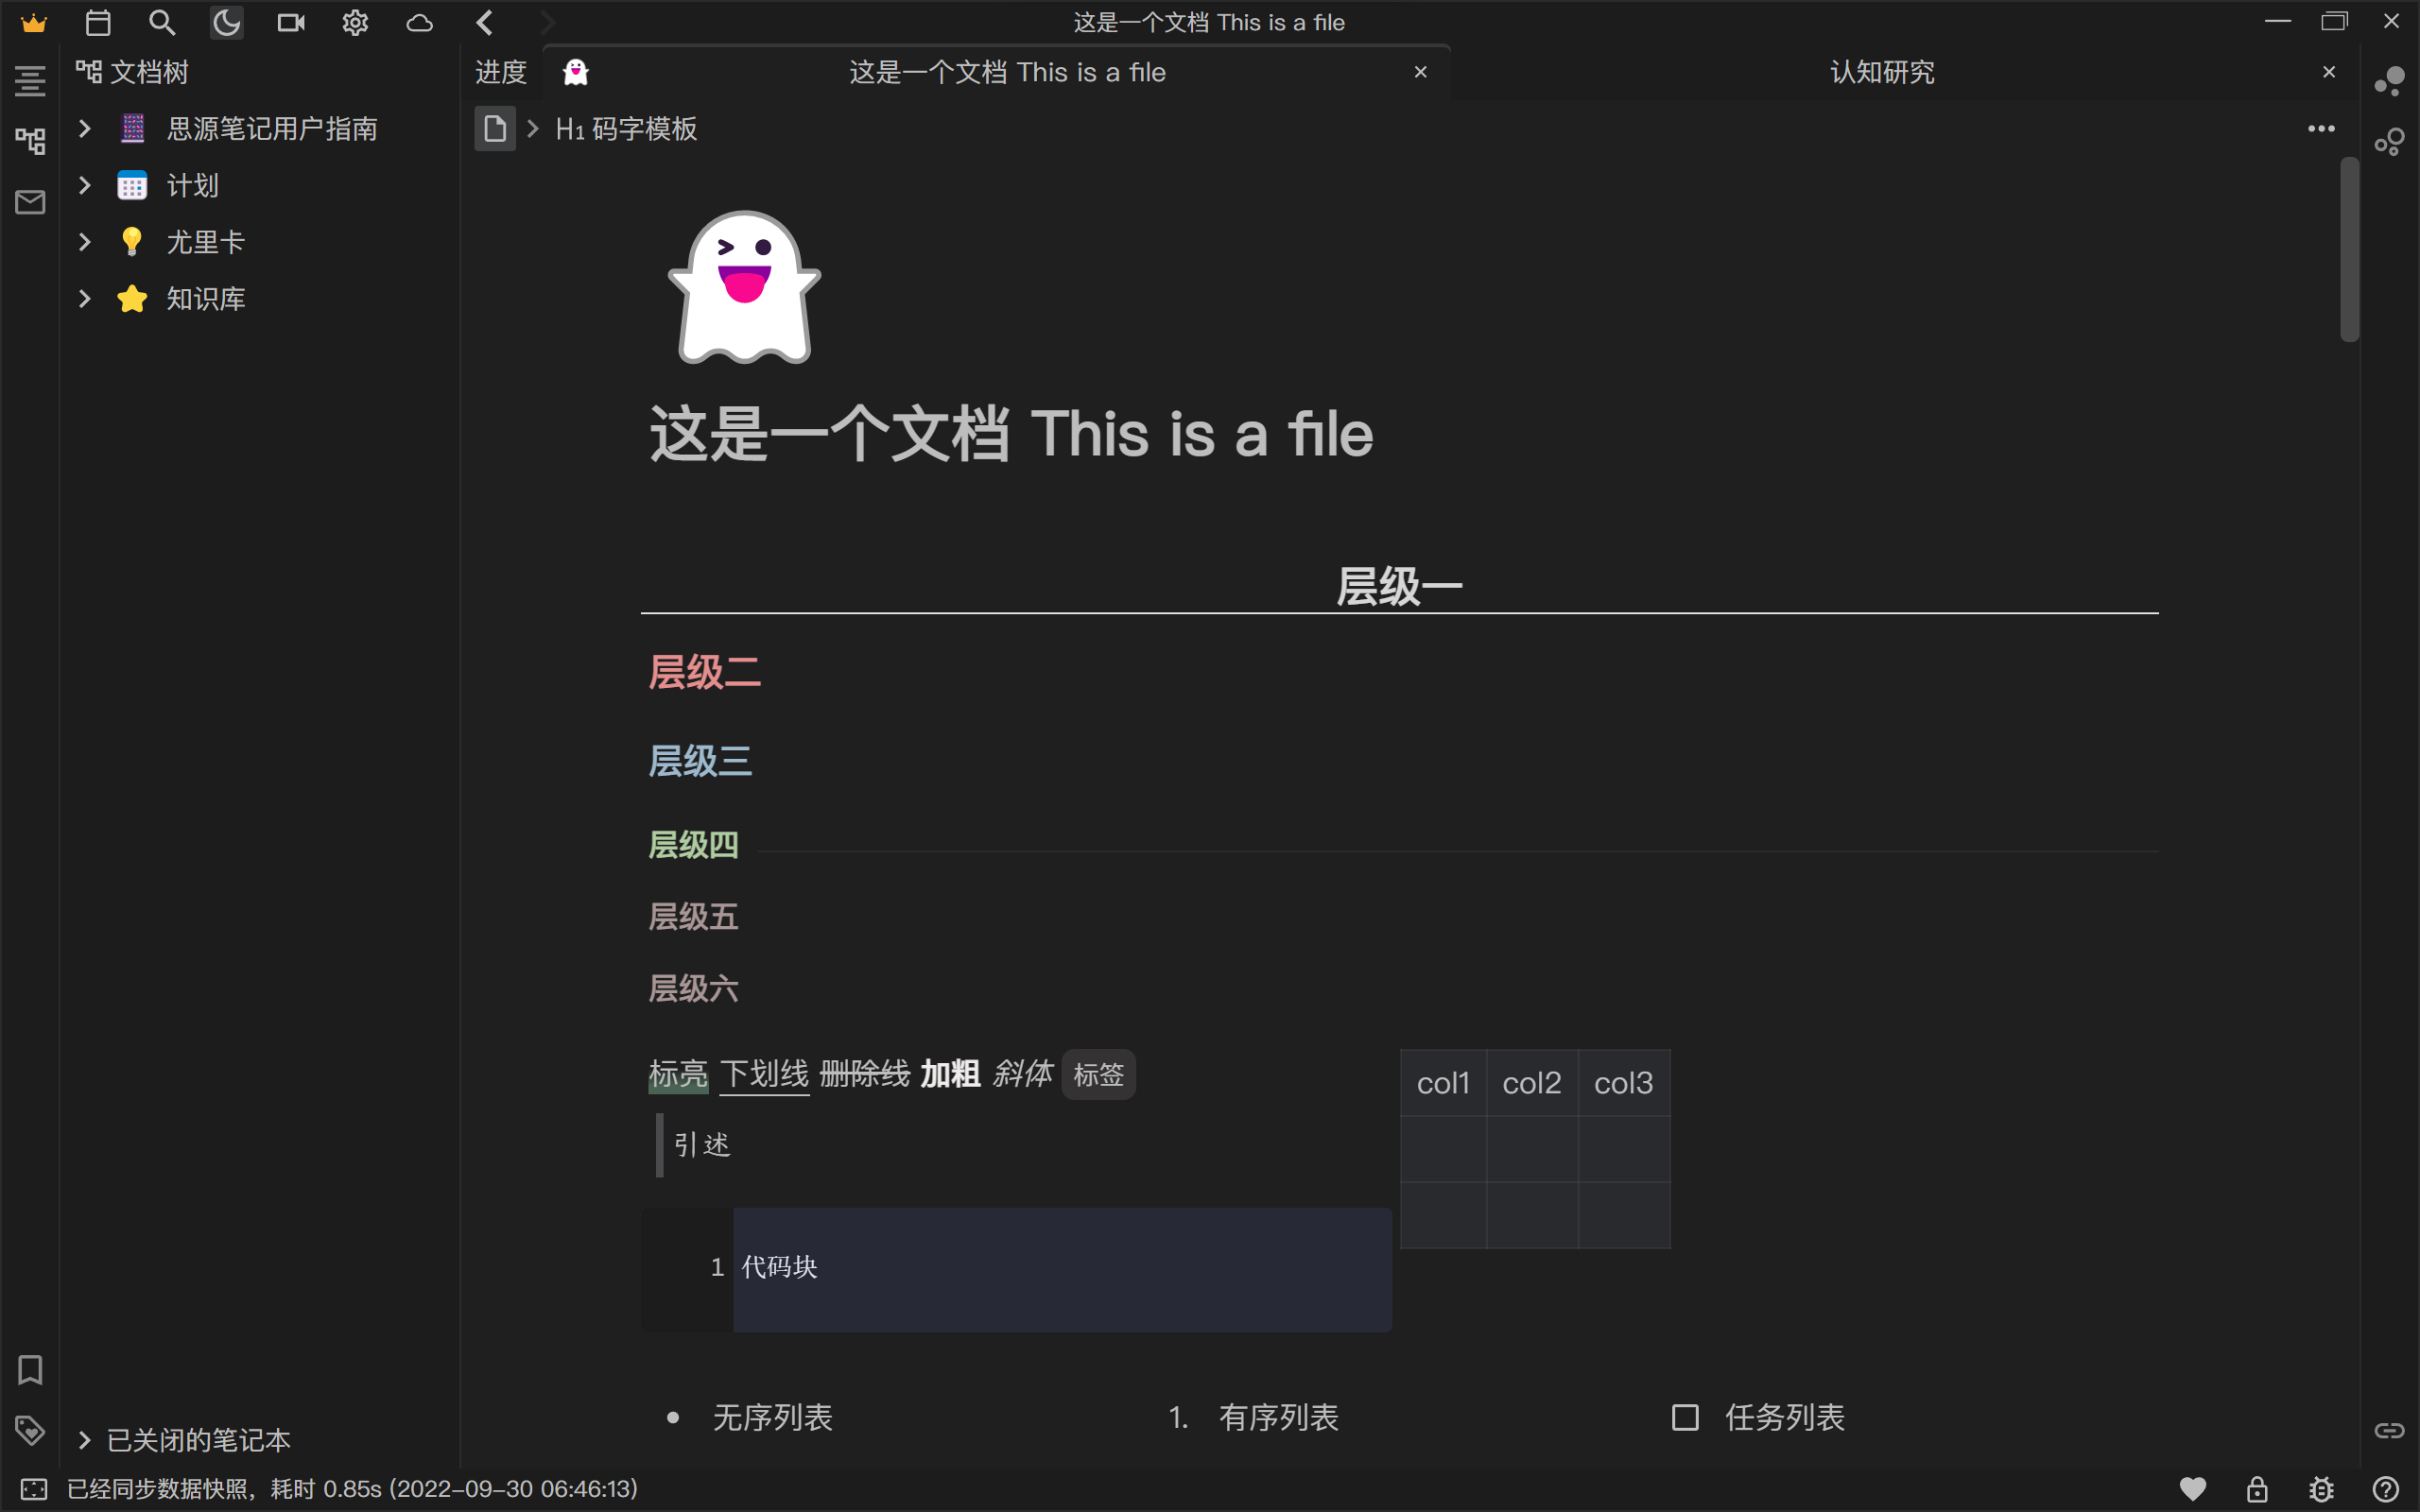 这是一个文档 This is a file
文档树
进度
这是一个文档 This is a file
认知研究
思源笔记用户指南
计划
尤里卡
知识库
H1 码字模板
这是一个文档 This is a file
层级一
层级二
层级三
层级四
层级五
层级六
标亮 下划线 删除线 加粗 斜体 标签
引述
col1 col2 col3
1 代码块
• 无序列表
1. 有序列表
任务列表
已关闭的笔记本
已经同步数据快照，耗时 0.85s (2022-09-30 06:46:13)